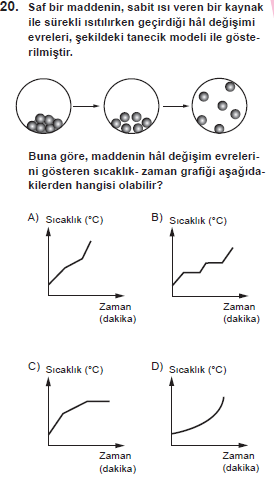 20. Saf bir maddenin, sabit ısı veren bir kaynak
ile sürekli ısıtılırken geçirdiği hâl değişimi
evreleri, şekildeki tanecik modeli ile göste-
rilmiştir.
Buna göre, maddenin hâl değişim evreleri-
ni gösteren sıcaklık- zaman grafiği aşağıda-
kilerden hangisi olabilir?
A) Sıcaklık (°C)
Zaman
(dakika)
B) Sıcaklık (°C)
Zaman
(dakika)
C) Sıcaklık (°C)
Zaman
(dakika)
D) Sıcaklık (°C)
Zaman
(dakika)